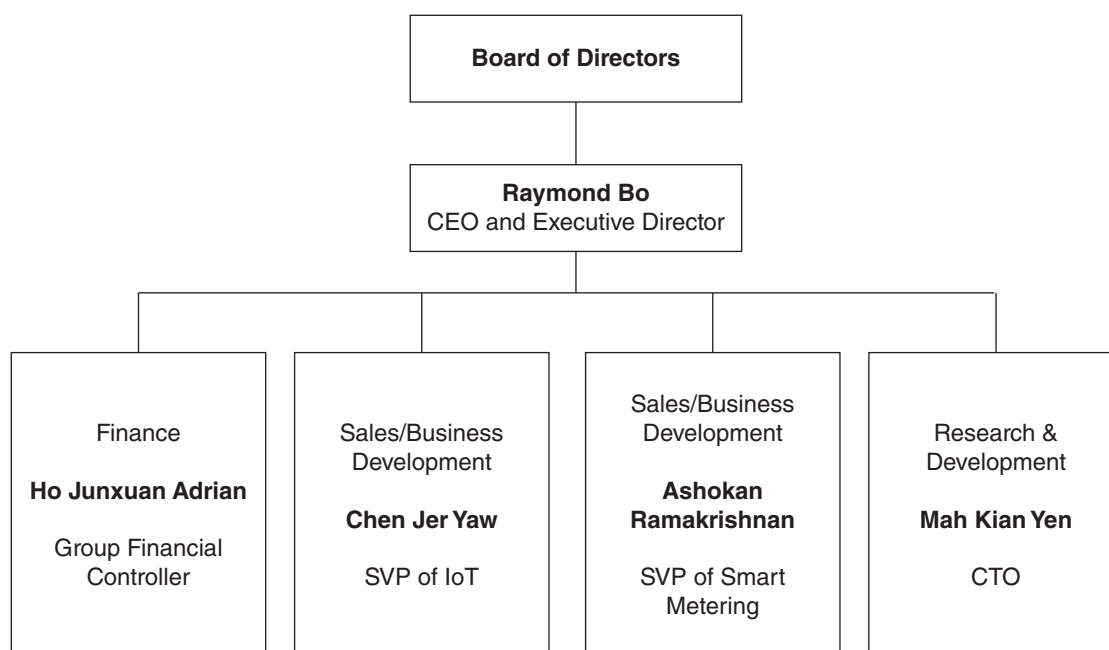 Board of Directors
Raymond Bo
CEO and Executive Director
Finance
Ho Junxuan Adrian
Group Financial
Controller
Sales/Business
Development
Chen Jer Yaw
SVP of IoT
Sales/Business
Development
Ashokan
Ramakrishnan
SVP of Smart
Metering
Research &
Development
Mah Kian Yen
CTO